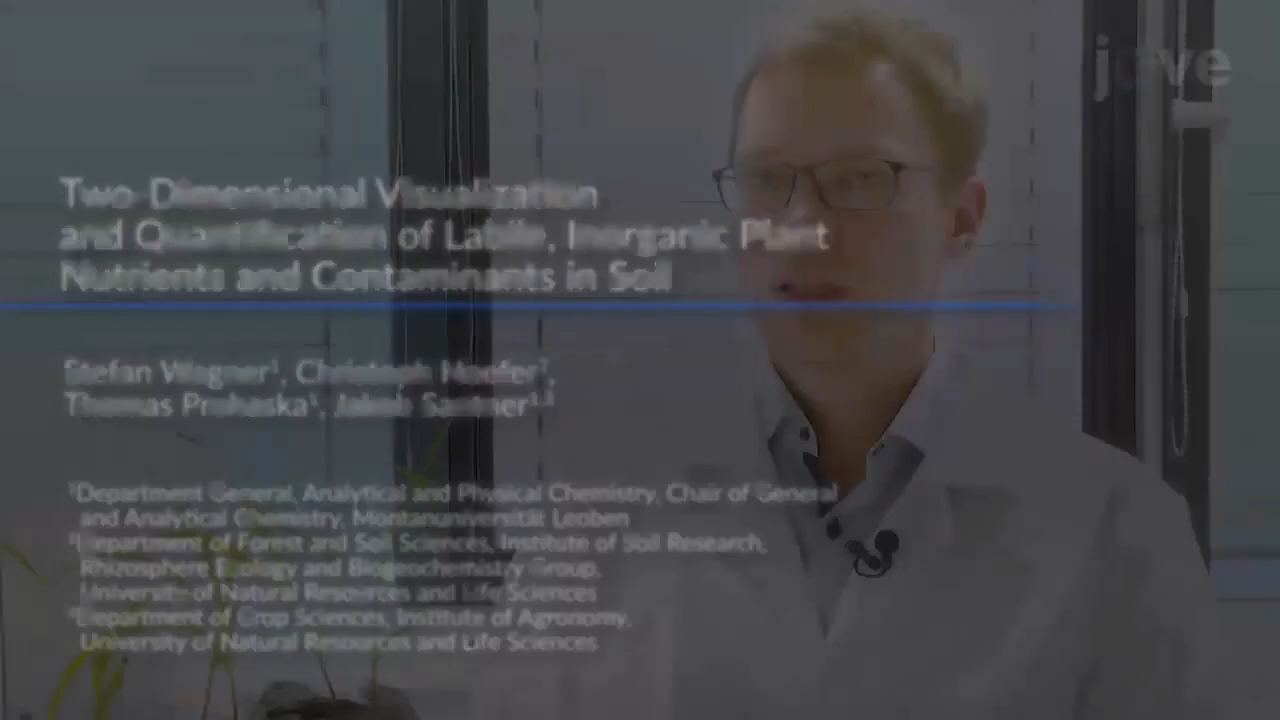 jove
Two-Dimensional Visualization
and Quantification of Labile, Inorganic Plant
Nutrients and Contaminants in Soil
Stefan Wagner¹, Christoph Hoefer²,
Thomas Prohaska¹, Jakob Santner²,³
¹Department General, Analytical and Physical Chemistry, Chair of General
and Analytical Chemistry, Montanuniversität Leoben
²Department of Forest and Soil Sciences, Institute of Soil Research,
Rhizosphere Ecology and Biogeochemistry Group,
University of Natural Resources and Life Sciences
³Department of Crop Sciences, Institute of Agronomy,
University of Natural Resources and Life Sciences